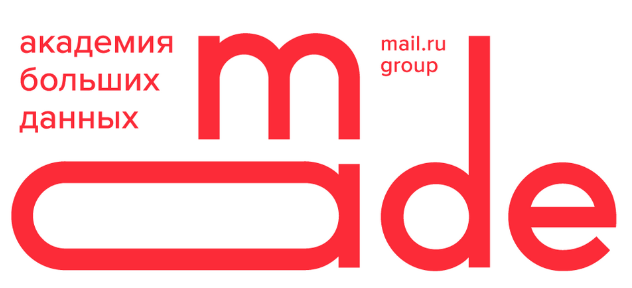 академия
больших
данных
mail.ru
group
made